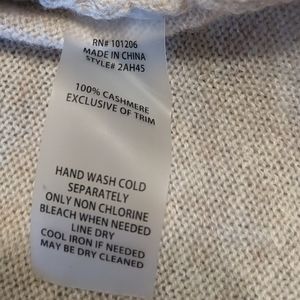 RN# 101206
MADE IN CHINA
STYLE# 2AH45
100% CASHMERE
EXCLUSIVE OF TRIM
HAND WASH COLD
SEPARATELY
ONLY NON CHLORINE
BLEACH WHEN NEEDED
LINE DRY
COOL IRON IF NEEDED
MAY BE DRY CLEANED